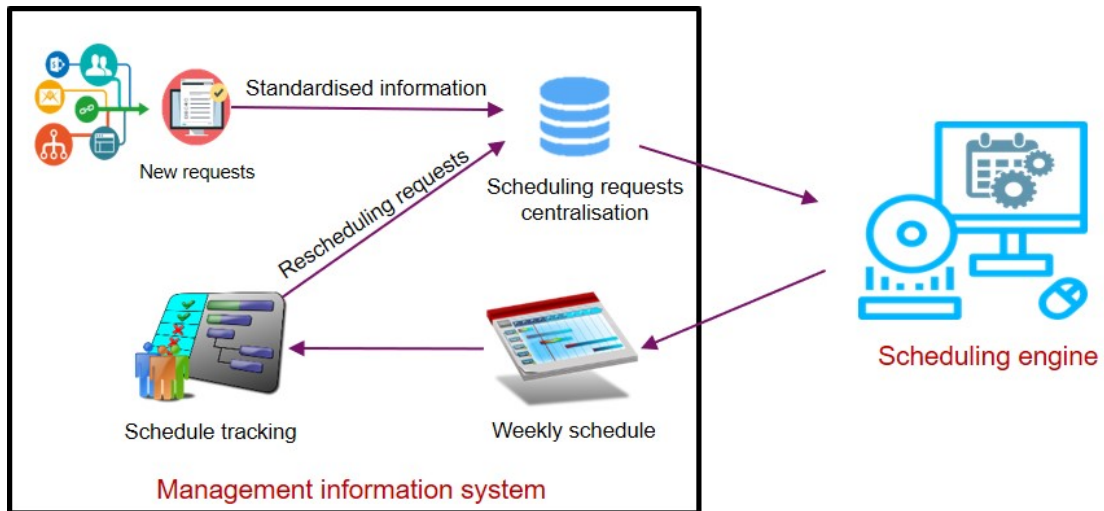 Standardised information
New requests
Rescheduling requests
Scheduling requests
centralisation
Scheduling engine
Schedule tracking
Weekly schedule
Management information system